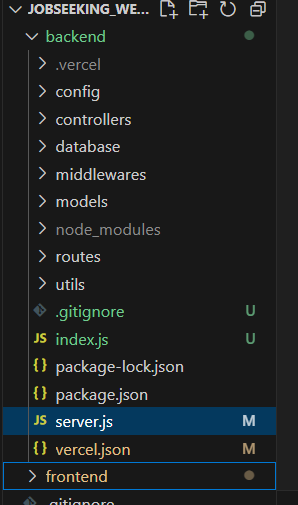 JOBSEEKING_WE...
backend
.vercel
config
controllers
database
middlewares
models
node_modules
routes
utils
.gitignore U
JS index.js U
{} package-lock.json
{} package.json
JS server.js M
{} vercel.json M
frontend
.gitignore